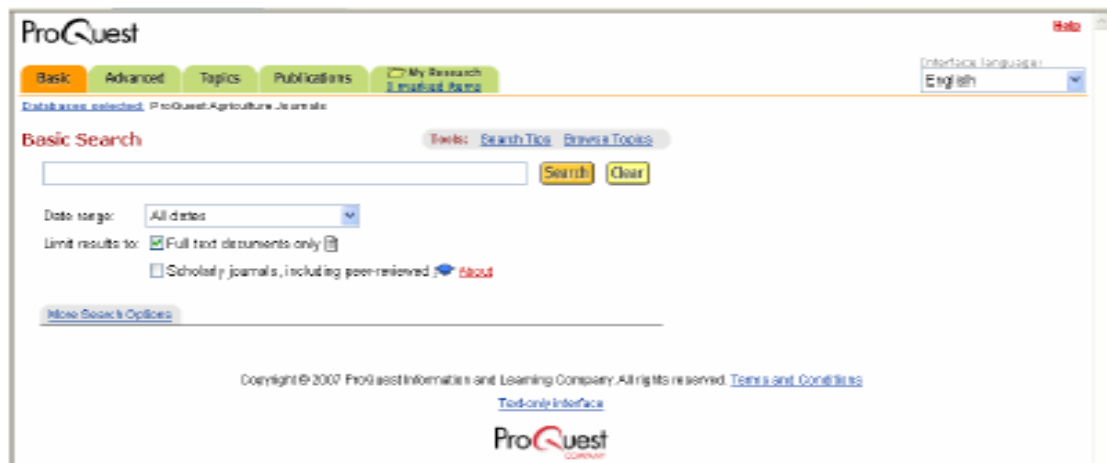 ProQuest
Help
Basic Advanced Topics Publications My Research
0 marked items
Interface language:
English
Databases selected: ProQuest Agriculture Journals
Basic Search
Tools: Search Tips Browse Topics
Search Clear
Date range: All dates
Limit results to: Full text documents only
Scholarly journals, including peer-reviewed About
More Search Options
Copyright © 2007 ProQuest Information and Learning Company. All rights reserved. Terms and Conditions
Text-only interface
ProQuest
COMPANY